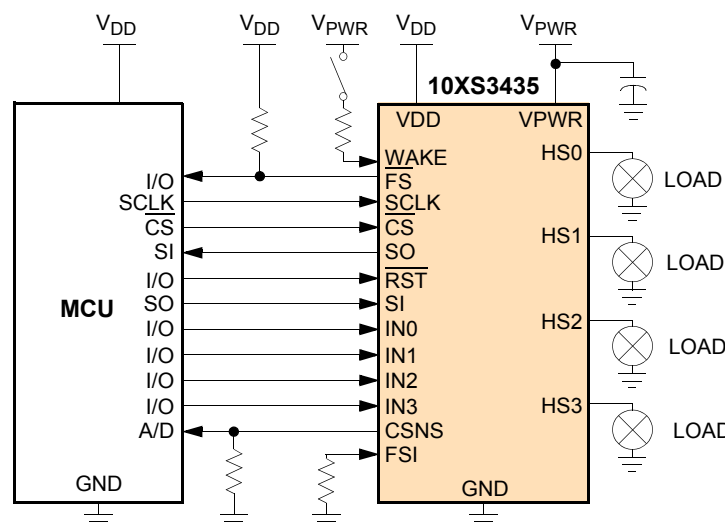 VDD VDD VPWR VDD VPWR
10XS3435
VDD VPWR
WAKE HS0
I/O FS LOAD
SCLK SCLK
CS CS HS1
SI SO LOAD
I/O RST
MCU SO SI
I/O IN0 HS2
I/O IN1 LOAD
I/O IN2
I/O IN3 HS3
A/D CSNS LOAD
FSI
GND GND